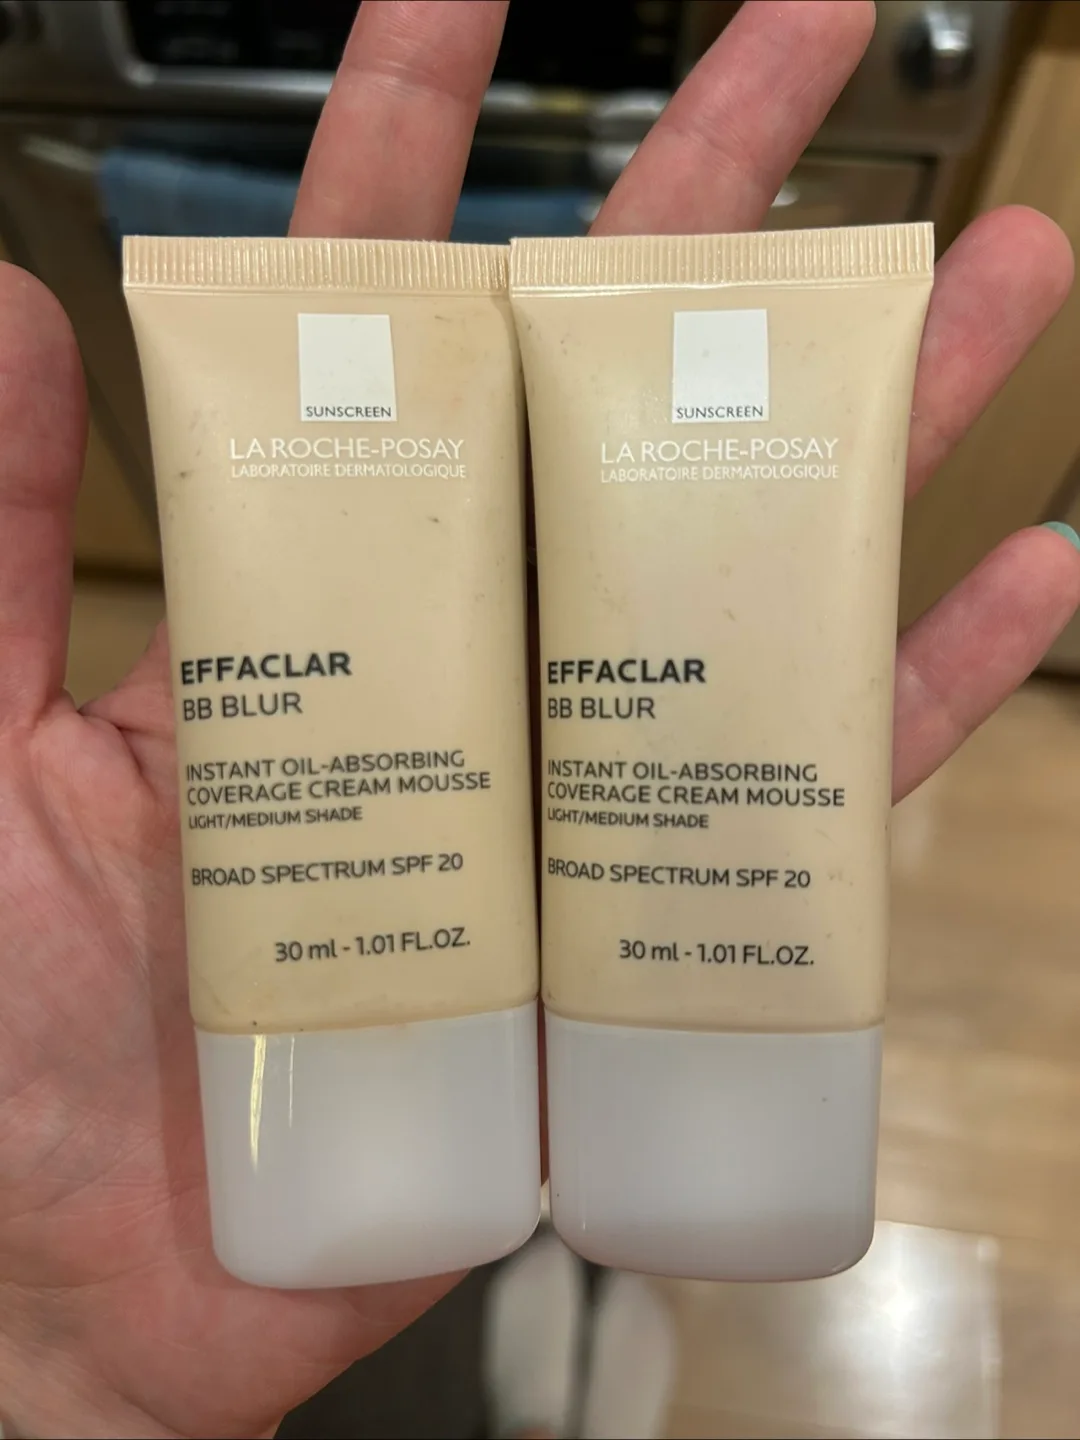 SUNSCREEN
LA ROCHE-POSAY
LABORATOIRE DERMATOLOGIQUE
EFFACLAR
BB BLUR
INSTANT OIL-ABSORBING
COVERAGE CREAM MOUSSE
LIGHT/MEDIUM SHADE
BROAD SPECTRUM SPF 20
30 ml - 1.01 FL.OZ.
SUNSCREEN
LA ROCHE-POSAY
LABORATOIRE DERMATOLOGIQUE
EFFACLAR
BB BLUR
INSTANT OIL-ABSORBING
COVERAGE CREAM MOUSSE
LIGHT/MEDIUM SHADE
BROAD SPECTRUM SPF 20
30 ml - 1.01 FL.OZ.